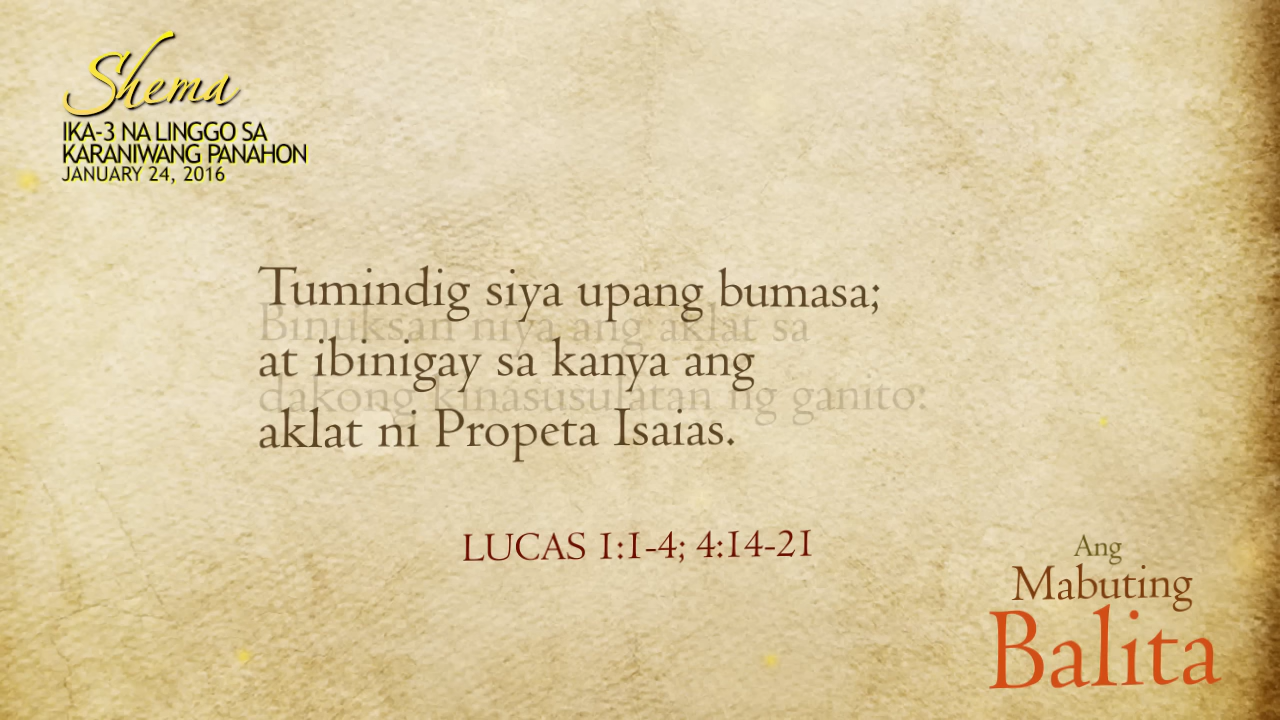 Shema
IKA-3 NA LINGGO SA
KARANIWANG PANAHON
JANUARY 24, 2016
Tumindig siya upang bumasa;
Binuksan niya ang aklat sa
at ibinigay sa kanya ang
dakong kinasusulatan ng ganito:
aklat ni Propeta Isaias.
LUCAS 1:1-4; 4:14-21
Ang
Mabuting
Balita